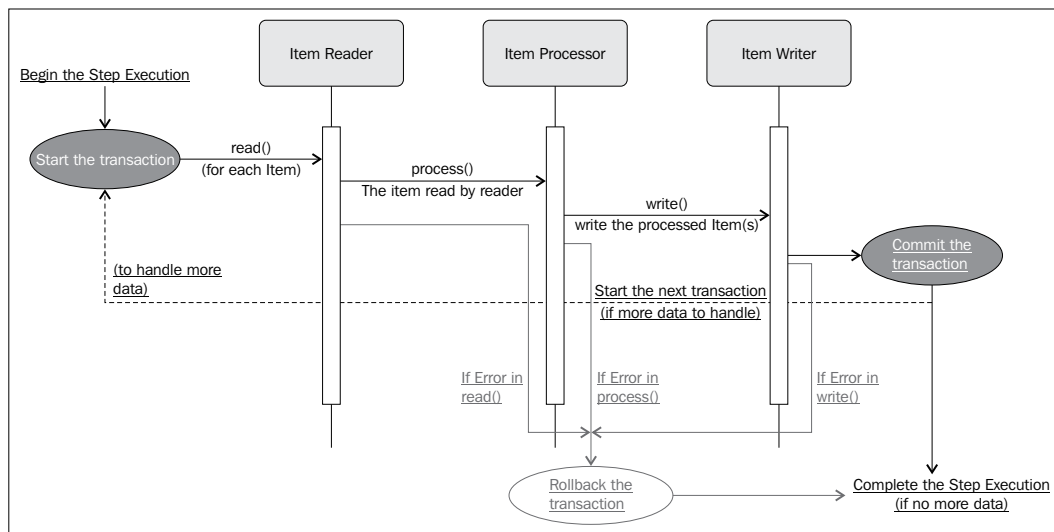 Item Reader
Item Processor
Item Writer
Begin the Step Execution
Start the transaction
read()
(for each Item)
process()
The item read by reader
write()
write the processed Item(s)
Commit the
transaction
(to handle more
data)
Start the next transaction
(if more data to handle)
If Error in
read()
If Error in
process()
If Error in
write()
Rollback the
transaction
Complete the Step Execution
(if no more data)